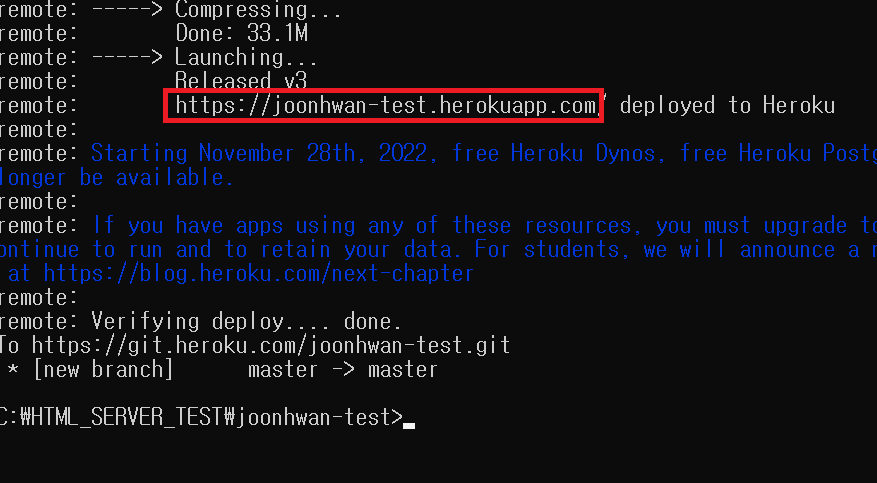 remote: -----> Compressing...
remote:        Done: 33.1M
remote: -----> Launching...
remote:        Released v3
remote:        https://joonhwan-test.herokuapp.com/ deployed to Heroku
remote:
remote: Starting November 28th, 2022, free Heroku Dynos, free Heroku Postg
longer be available.
remote:
remote: If you have apps using any of these resources, you must upgrade to
ontinue to run and to retain your data. For students, we will announce a n
 at https://blog.heroku.com/next-chapter
remote:
remote: Verifying deploy.... done.
To https://git.heroku.com/joonhwan-test.git
 * [new branch]      master -> master
C:₩HTML_SERVER_TEST₩joonhwan-test>